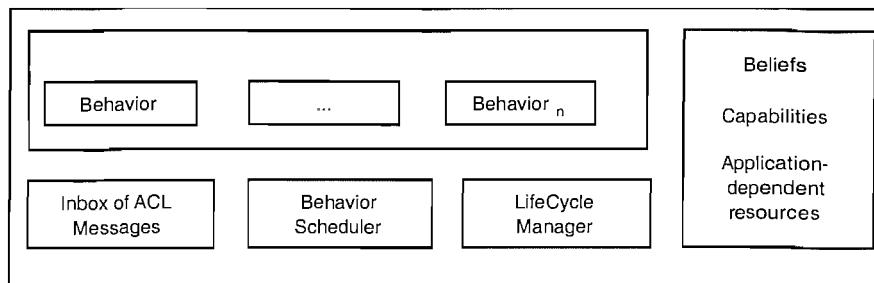 Behavior
...
Behavior n
Beliefs
Capabilities
Application-
dependent
resources
Inbox of ACL
Messages
Behavior
Scheduler
LifeCycle
Manager